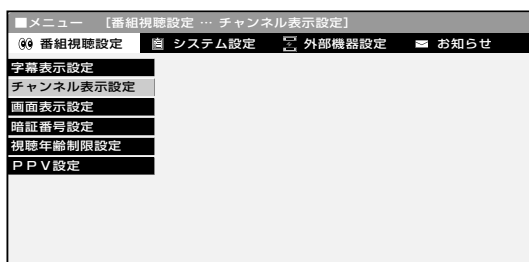 ■メニュー [番組視聴設定 … チャンネル表示設定]
番組視聴設定 システム設定 外部機器設定 お知らせ
字幕表示設定
チャンネル表示設定
画面表示設定
暗証番号設定
視聴年齢制限設定
ＰＰＶ設定